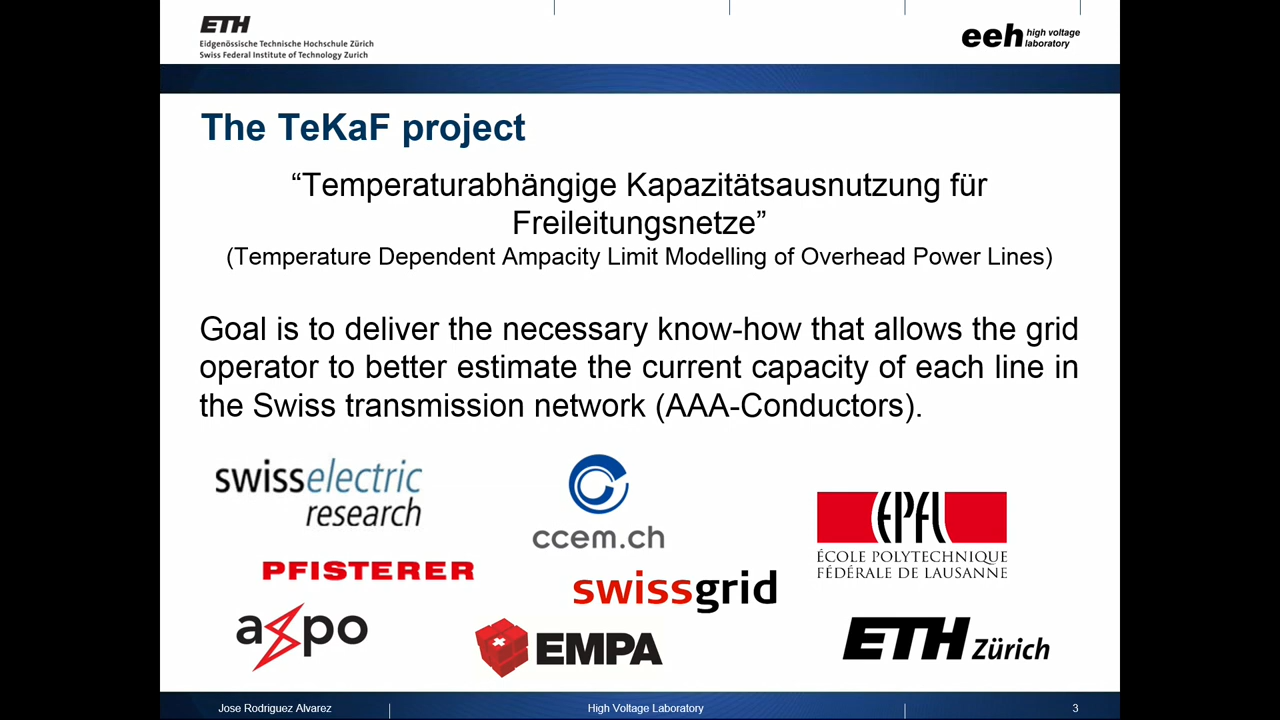 ETH
Eidgenössische Technische Hochschule Zürich
Swiss Federal Institute of Technology Zurich
eeh high voltage
laboratory
The TeKaF project
“Temperaturabhängige Kapazitätsausnutzung für
Freileitungsnetze”
(Temperature Dependent Ampacity Limit Modelling of Overhead Power Lines)
Goal is to deliver the necessary know-how that allows the grid
operator to better estimate the current capacity of each line in
the Swiss transmission network (AAA-Conductors).
swisselectric
research
ccem.ch
EPFL
ÉCOLE POLYTECHNIQUE
FÉDÉRALE DE LAUSANNE
PFISTERER
swissgrid
axpo
EMPA
ETH Zürich
Jose Rodriguez Alvarez
High Voltage Laboratory
3